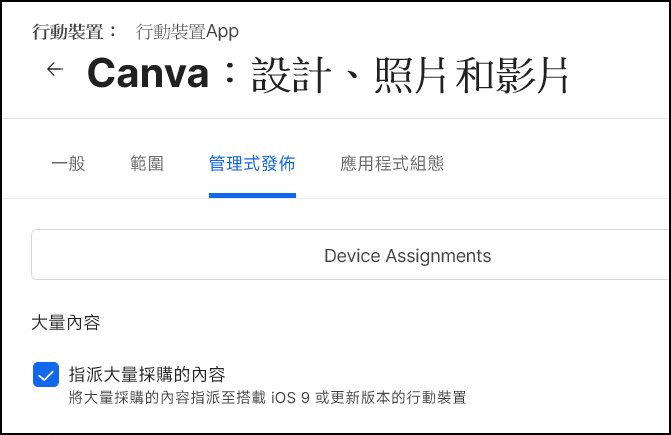 行動裝置： 行動裝置App
← Canva：設計、照片和影片
一般 範圍 管理式發佈 應用程式組態
Device Assignments
大量內容
指派大量採購的內容
將大量採購的內容指派至搭載 iOS 9 或更新版本的行動裝置